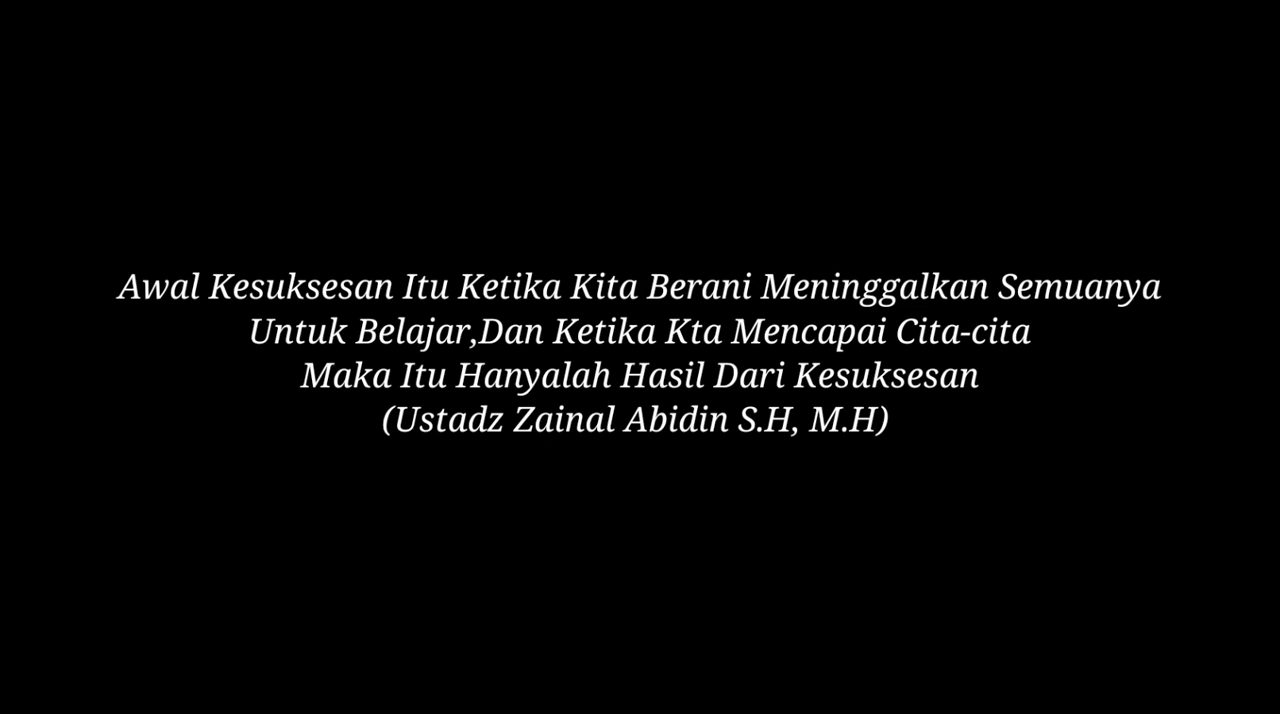 Awal Kesuksesan Itu Ketika Kita Berani Meninggalkan Semuanya
Untuk Belajar,Dan Ketika Kta Mencapai Cita-cita
Maka Itu Hanyalah Hasil Dari Kesuksesan
(Ustadz Zainal Abidin S.H, M.H)